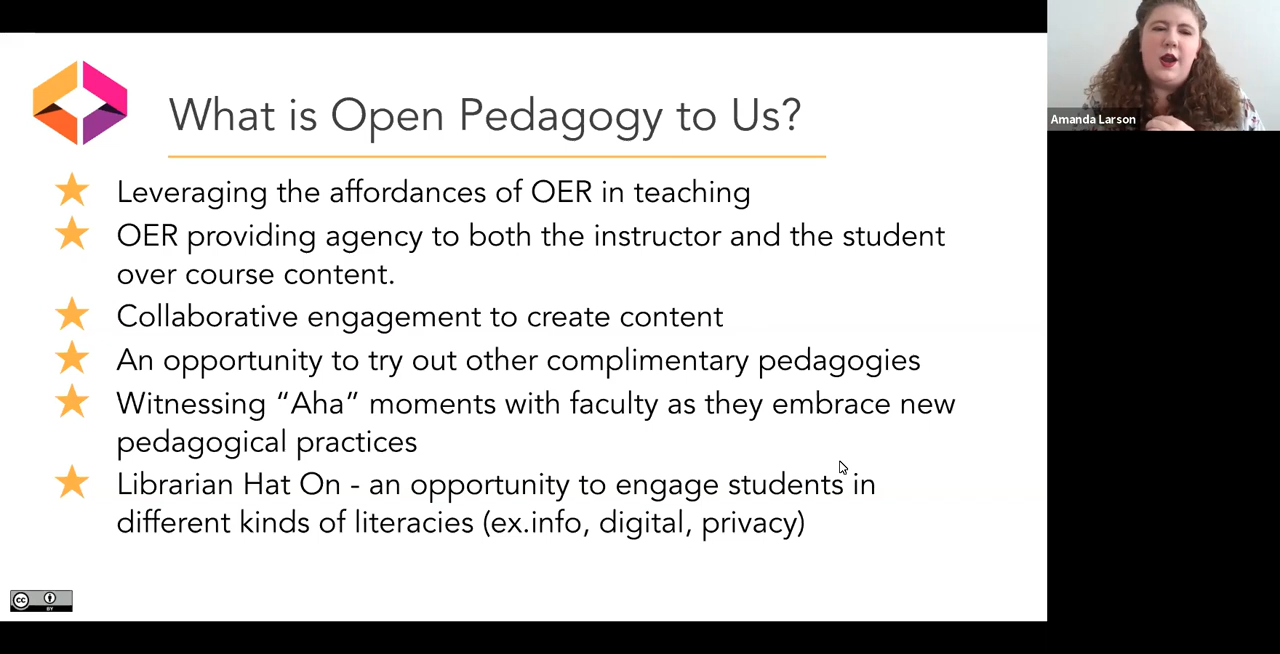 What is Open Pedagogy to Us?
Leveraging the affordances of OER in teaching
OER providing agency to both the instructor and the student
over course content.
Collaborative engagement to create content
An opportunity to try out other complimentary pedagogies
Witnessing “Aha” moments with faculty as they embrace new
pedagogical practices
Librarian Hat On - an opportunity to engage students in
different kinds of literacies (ex.info, digital, privacy)
Amanda Larson
cc
BY